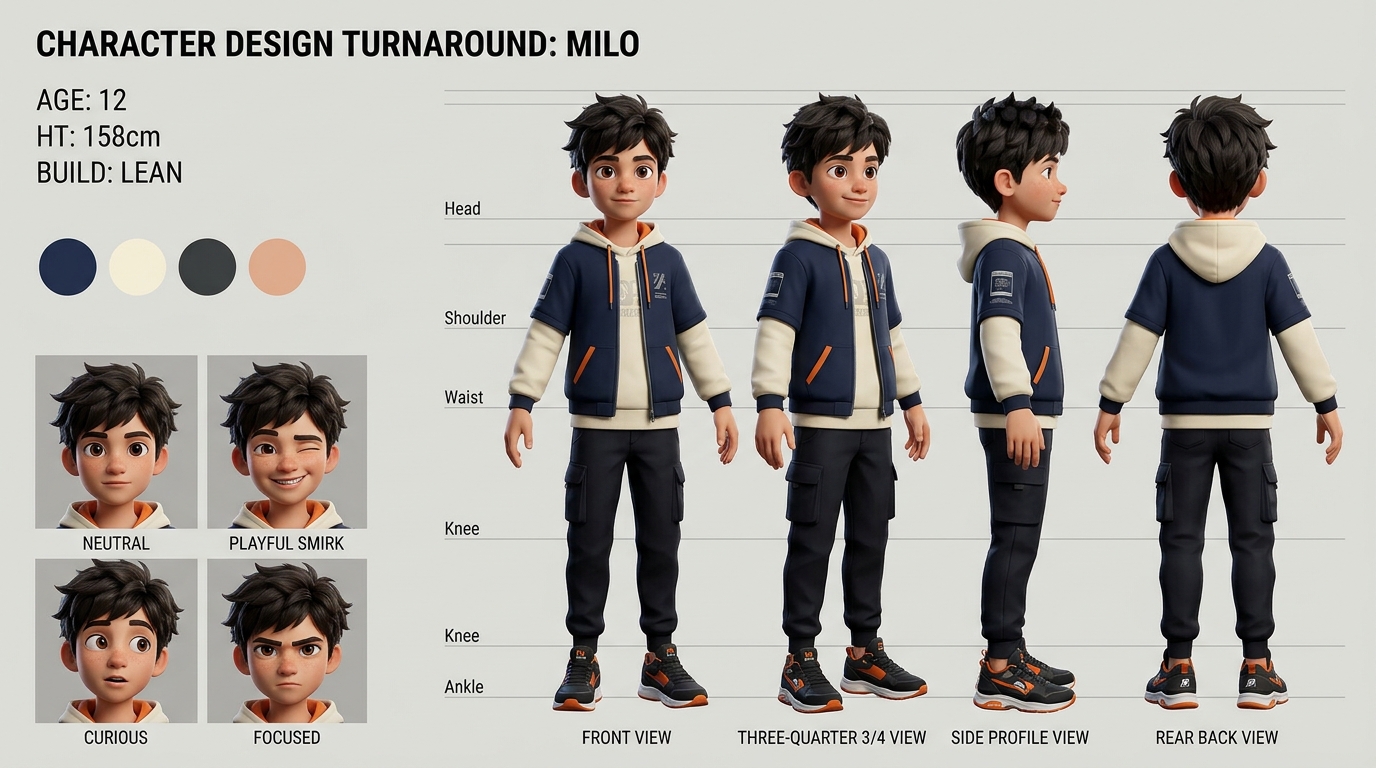 CHARACTER DESIGN TURNAROUND: MILO
AGE: 12
HT: 158cm
BUILD: LEAN
NEUTRAL
PLAYFUL SMIRK
CURIOUS
FOCUSED
Head
Shoulder
Waist
Knee
Knee
Ankle
FRONT VIEW
THREE-QUARTER 3/4 VIEW
SIDE PROFILE VIEW
REAR BACK VIEW